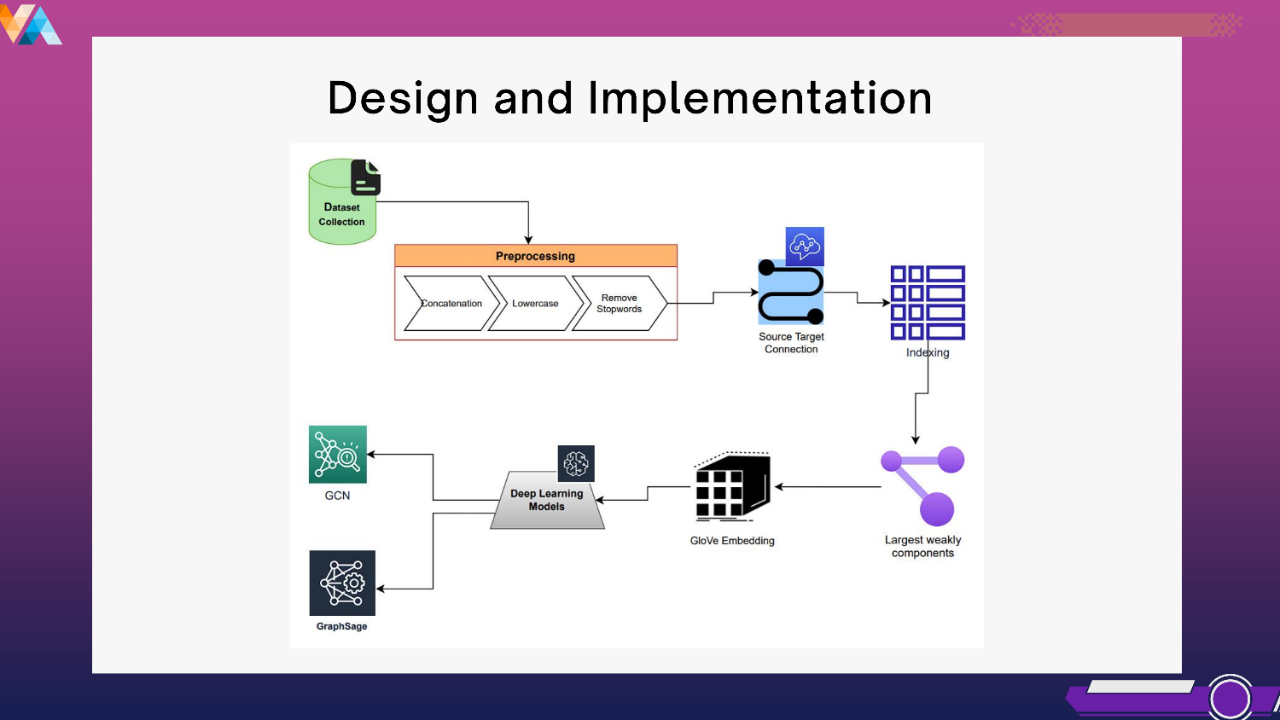 Design and Implementation
Dataset
Collection
Preprocessing
Concatenation
Lowercase
Remove
Stopwords
Source Target
Connection
Indexing
GCN
Deep Learning
Models
GloVe Embedding
Largest weakly
components
GraphSage